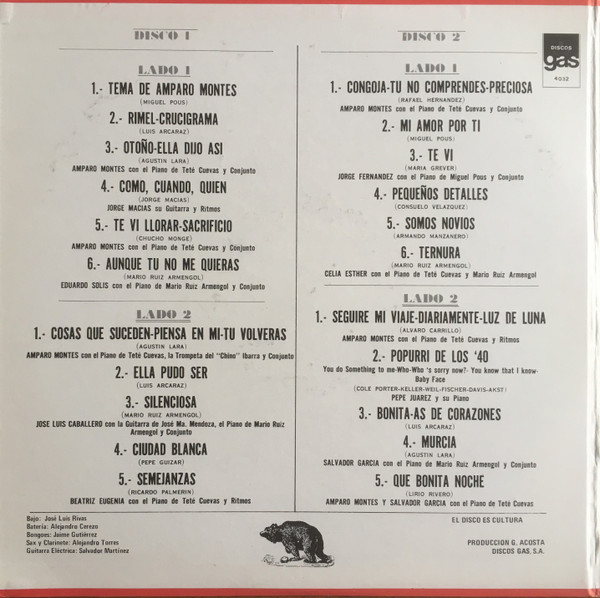 DISCO 1
LADO 1
1.- TEMA DE AMPARO MONTES
(MIGUEL POUS)
2.- RIMEL-CRUCIGRAMA
(LUIS ARCARAZ)
3.- OTOÑO-ELLA DIJO ASI
(AGUSTIN LARA)
AMPARO MONTES con el Piano de Teté Cuevas y Conjunto
4.- COMO, CUANDO, QUIEN
(JORGE MACIAS)
JORGE MACIAS su Guitarra y Ritmos
5.- TE VI LLORAR-SACRIFICIO
(CHUCHO MONGE)
AMPARO MONTES con el Piano de Teté Cuevas y Conjunto
6.- AUNQUE TU NO ME QUIERAS
(MARIO RUIZ ARMENGOL)
EDUARDO SOLIS con el Piano de Mario Ruiz Armengol y Conjunto
LADO 2
1.- COSAS QUE SUCEDEN-PIENSA EN MI-TU VOLVERAS
(AGUSTIN LARA)
AMPARO MONTES con el Piano de Teté Cuevas, la Trompeta del "Chino" Ibarra y Conjunto
2.- ELLA PUDO SER
(LUIS ARCARAZ)
3.- SILENCIOSA
(MARIO RUIZ ARMENGOL)
JOSE LUIS CABALLERO con la Guitarra de José Ma. Mendoza, el Piano de Mario Ruiz
Armengol y Conjunto
4.- CIUDAD BLANCA
(PEPE GUIZAR)
5.- SEMEJANZAS
(RICARDO PALMERIN)
BEATRIZ EUGENIA con el Piano de Teté Cuevas y Ritmos
Bajo: José Luis Rivas
Batería: Alejandro Cerezo
Bongoes: Jaime Gutiérrez
Sax y Clarinete: Alejandro Torres
Guitarra Eléctrica: Salvador Martínez
DISCO 2
DISCOS
gas
4032
LADO 1
1.- CONGOJA-TU NO COMPRENDES-PRECIOSA
(RAFAEL HERNANDEZ)
AMPARO MONTES con el Piano de Teté Cuevas y Conjunto
2.- MI AMOR POR TI
(MIGUEL POUS)
3.- TE VI
(MARIA GREVER)
JORGE FERNANDEZ con el Piano de Miguel Pous y Conjunto
4.- PEQUEÑOS DETALLES
(CONSUELO VELAZQUEZ)
5.- SOMOS NOVIOS
(ARMANDO MANZANERO)
6.- TERNURA
(MARIO RUIZ ARMENGOL)
CELIA ESTHER con el Piano de Teté Cuevas y Mario Ruiz Armengol
LADO 2
1.- SEGUIRE MI VIAJE-DIARIAMENTE-LUZ DE LUNA
(ALVARO CARRILLO)
AMPARO MONTES con el Piano de Teté Cuevas y Ritmos
2.- POPURRI DE LOS '40
You do Something to me-Who-Who 's sorry now?- You know that I know-
Baby Face
(COLE PORTER-KELLER-WEIL-FISCHER-DAVIS-AKST)
PEPE JUAREZ y su Piano
3.- BONITA-AS DE CORAZONES
(LUIS ARCARAZ)
4.- MURCIA
(AGUSTIN LARA)
SALVADOR GARCIA con el Piano de Mario Ruiz Armengol y Conjunto
5.- QUE BONITA NOCHE
(LIRIO RIVERO)
AMPARO MONTES Y SALVADOR GARCIA con el Piano de Teté Cuevas
EL DISCO ES CULTURA
PRODUCCION G. ACOSTA
DISCOS GAS, S.A.